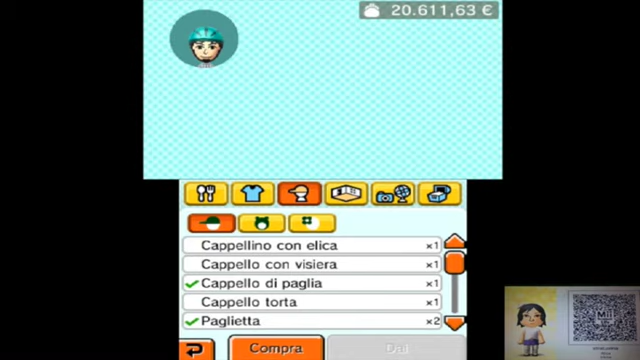 20.611,63 €
Cappellino con elica ×1
Cappello con visiera ×1
Cappello di paglia ×1
Cappello torta ×1
Paglietta ×2
Compra Dai
Mii